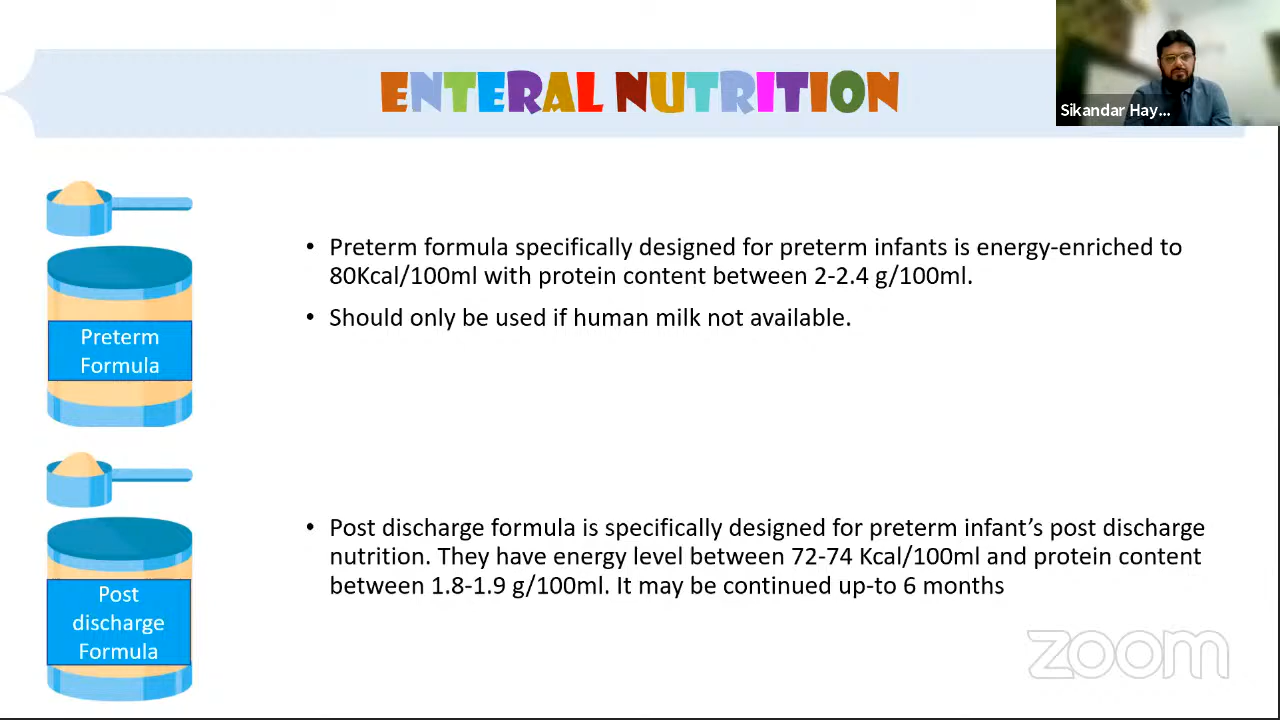 ENTERAL NUTRITION
Sikandar Hay...
Preterm
Formula
• Preterm formula specifically designed for preterm infants is energy-enriched to
80Kcal/100ml with protein content between 2-2.4 g/100ml.
• Should only be used if human milk not available.
Post
discharge
Formula
• Post discharge formula is specifically designed for preterm infant’s post discharge
nutrition. They have energy level between 72-74 Kcal/100ml and protein content
between 1.8-1.9 g/100ml. It may be continued up-to 6 months
zoom